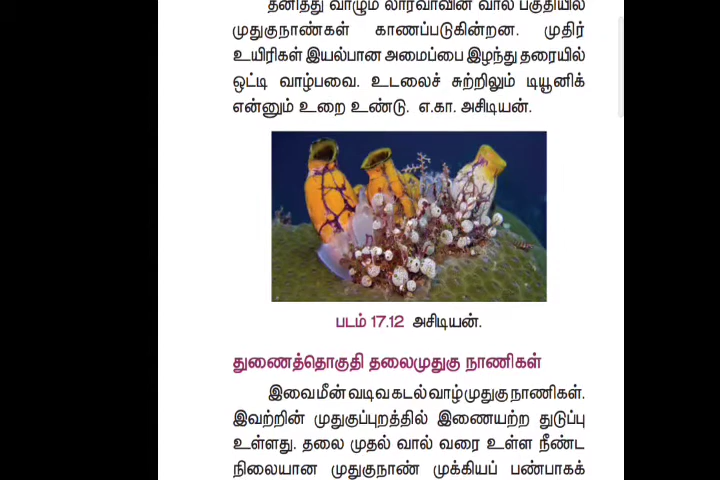 தனித்து வாழும் லார்வாவின் வால் பகுதியில்
முதுகுநாண்கள் காணப்படுகின்றன. முதிர்
உயிரிகள் இயல்பான அமைப்பை இழந்து தரையில்
ஒட்டி வாழ்பவை. உடலைச் சுற்றிலும் டியூனிக்
என்னும் உறை உண்டு. எ.கா. அசிடியன்.
படம் 17.12 அசிடியன்.
துணைத்தொகுதி தலைமுதுகு நாணிகள்
இவை மீன் வடிவ கடல் வாழ் முதுகு நாணிகள்.
இவற்றின் முதுகுப்புறத்தில் இணையற்ற துடுப்பு
உள்ளது. தலை முதல் வால் வரை உள்ள நீண்ட
நிலையான முதுகுநாண் முக்கியப் பண்பாகக்